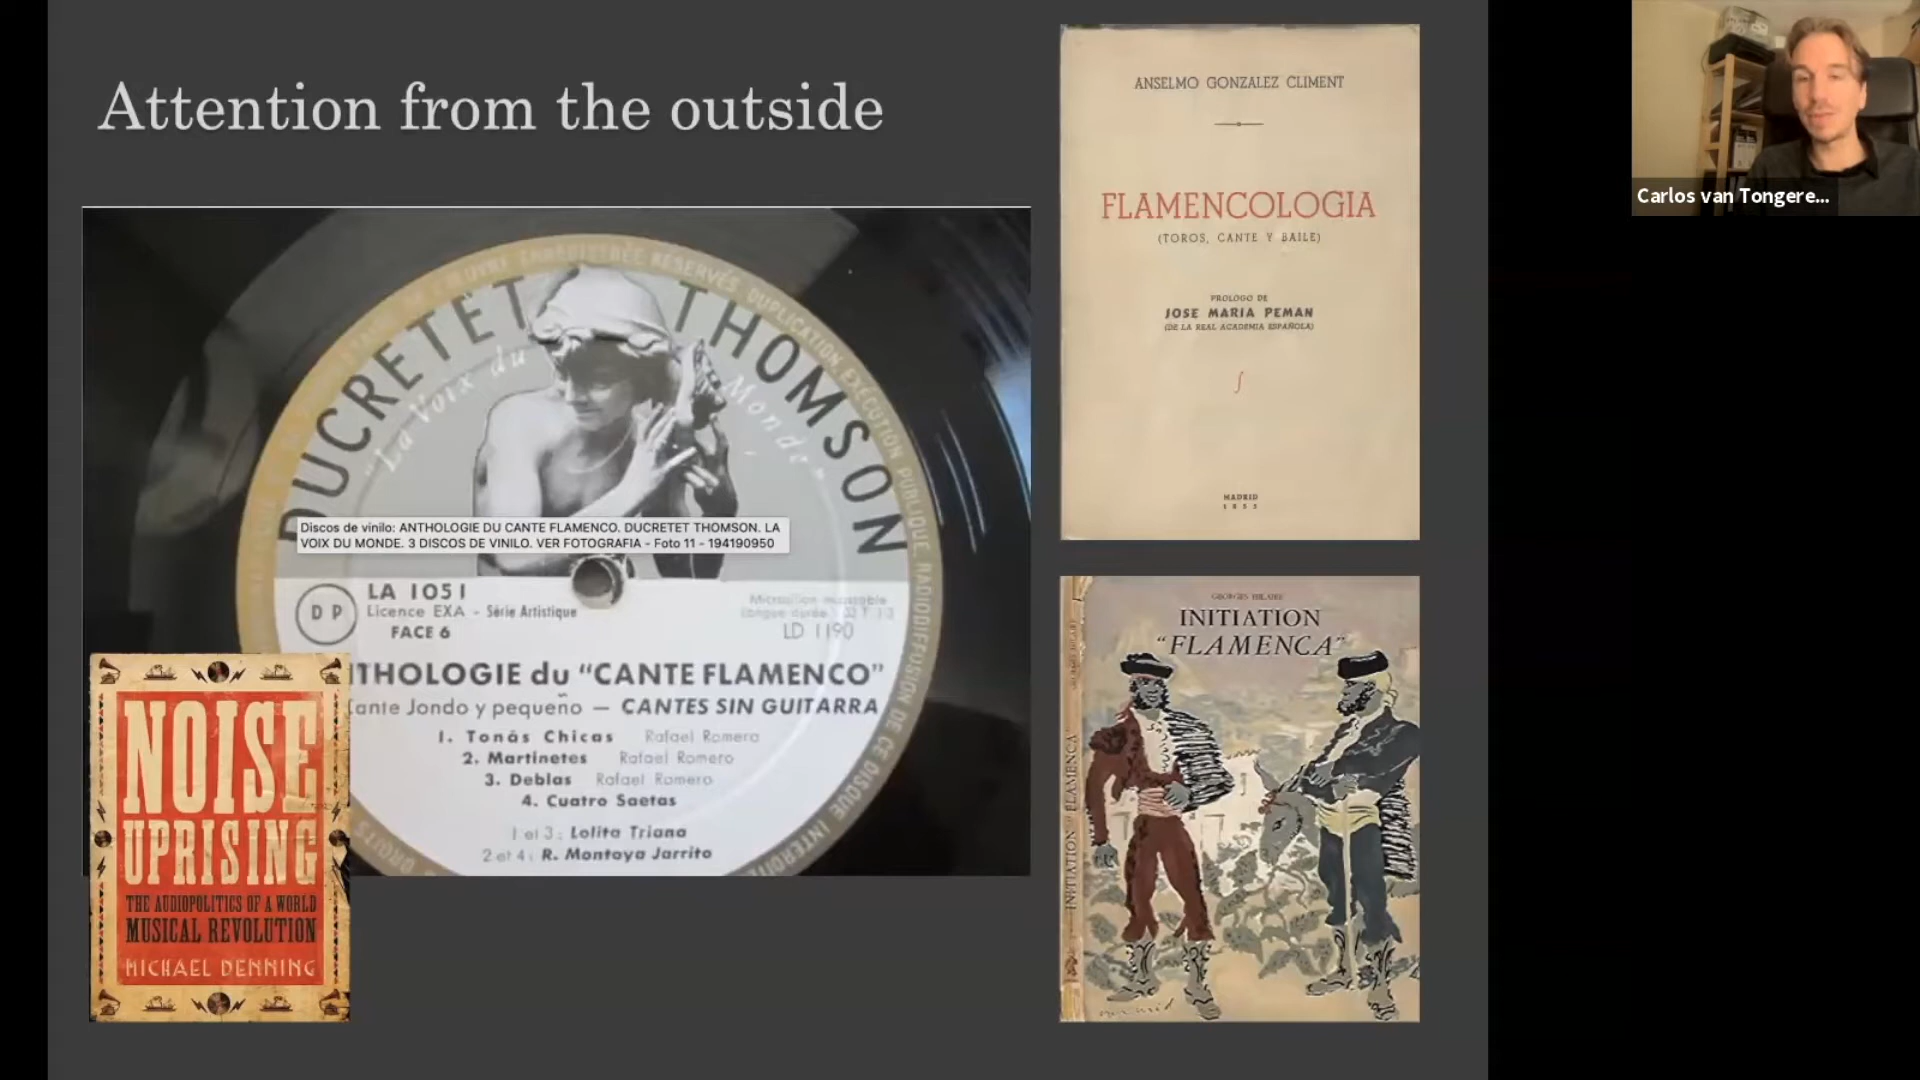 Attention from the outside
DUCRETET THOMSON
"La Voix du Monde"
Discos de vinilo: ANTHOLOGIE DU CANTE FLAMENCO. DUCRETET THOMSON. LA
VOIX DU MONDE. 3 DISCOS DE VINILO. VER FOTOGRAFIA - Foto 11 - 194190950
DP
LA 1051
Licence EXA - Série Artistique
FACE 6
LD 1190
THOLOGIE du "CANTE FLAMENCO"
Cante Jondo y pequeño — CANTES SIN GUITARRA
1. Tonás Chicas Rafael Romero
2. Martinetes Rafael Romero
3. Deblas Rafael Romero
4. Cuatro Saetas
1 et 3 : Lolita Triana
2 et 4 : R. Montoya Jarrito
NOISE
UPRISING
THE AUDIOPOLITICS OF A WORLD
MUSICAL REVOLUTION
MICHAEL DENNING
ANSELMO GONZALEZ CLIMENT
FLAMENCOLOGIA
(TOROS, CANTE Y BAILE)
PROLOGO DE
JOSE MARIA PEMAN
(DE LA REAL ACADEMIA ESPAÑOLA)
MADRID
GEORGES HILAIRE
INITIATION
"FLAMENCA"
INITIATION "FLAMENCA"
Carlos van Tongere...